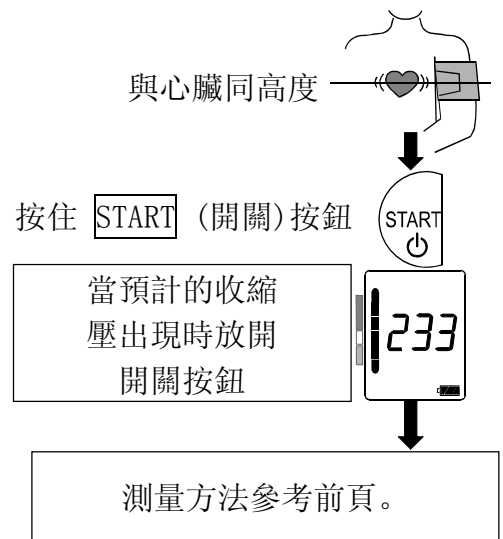 與心臟同高度
按住 START (開關)按鈕
START
當預計的收縮
壓出現時放開
開關按鈕
233
測量方法參考前頁。